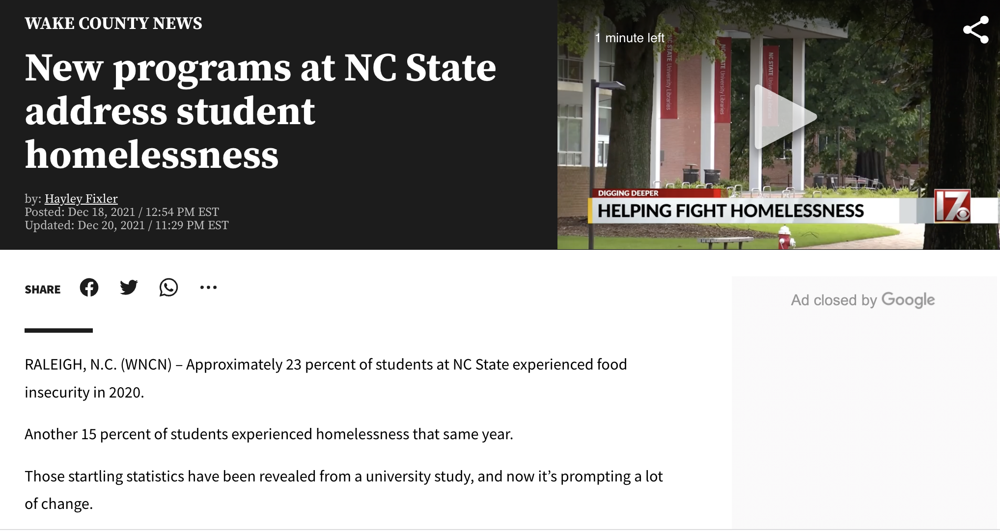 WAKE COUNTY NEWS
New programs at NC State
address student
homelessness
by: Hayley Fixler
Posted: Dec 18, 2021 / 12:54 PM EST
Updated: Dec 20, 2021 / 11:29 PM EST
1 minute left
NC STATE University Libraries
NC STATE University Libraries
NC STATE University Libraries
DIGGING DEEPER
HELPING FIGHT HOMELESSNESS
17
SHARE
Ad closed by Google
RALEIGH, N.C. (WNCN) – Approximately 23 percent of students at NC State experienced food
insecurity in 2020.
Another 15 percent of students experienced homelessness that same year.
Those startling statistics have been revealed from a university study, and now it’s prompting a lot
of change.